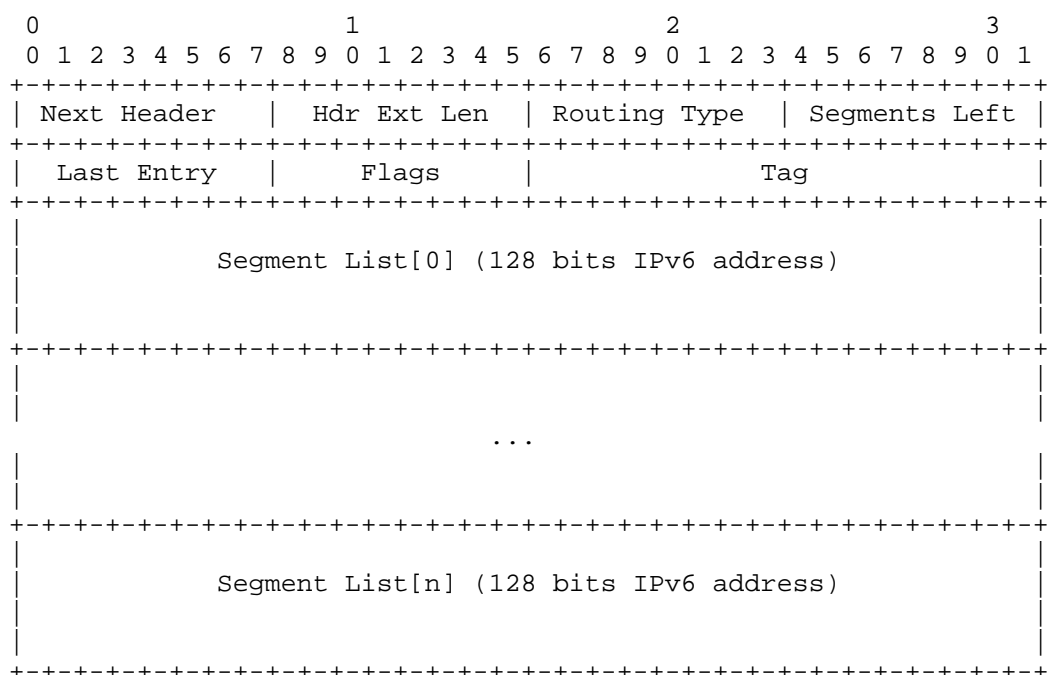 0                   1                   2                   3
0 1 2 3 4 5 6 7 8 9 0 1 2 3 4 5 6 7 8 9 0 1 2 3 4 5 6 7 8 9 0 1
+-+-+-+-+-+-+-+-+-+-+-+-+-+-+-+-+-+-+-+-+-+-+-+-+-+-+-+-+-+-+-+-+
| Next Header   |  Hdr Ext Len  | Routing Type  | Segments Left |
+-+-+-+-+-+-+-+-+-+-+-+-+-+-+-+-+-+-+-+-+-+-+-+-+-+-+-+-+-+-+-+-+
|  Last Entry   |     Flags     |              Tag              |
+-+-+-+-+-+-+-+-+-+-+-+-+-+-+-+-+-+-+-+-+-+-+-+-+-+-+-+-+-+-+-+-+
|                                                               |
|            Segment List[0] (128 bits IPv6 address)            |
|                                                               |
|                                                               |
+-+-+-+-+-+-+-+-+-+-+-+-+-+-+-+-+-+-+-+-+-+-+-+-+-+-+-+-+-+-+-+-+
|                                                               |
|                                                               |
...
|                                                               |
|                                                               |
+-+-+-+-+-+-+-+-+-+-+-+-+-+-+-+-+-+-+-+-+-+-+-+-+-+-+-+-+-+-+-+-+
|                                                               |
|            Segment List[n] (128 bits IPv6 address)            |
|                                                               |
|                                                               |
+-+-+-+-+-+-+-+-+-+-+-+-+-+-+-+-+-+-+-+-+-+-+-+-+-+-+-+-+-+-+-+-+